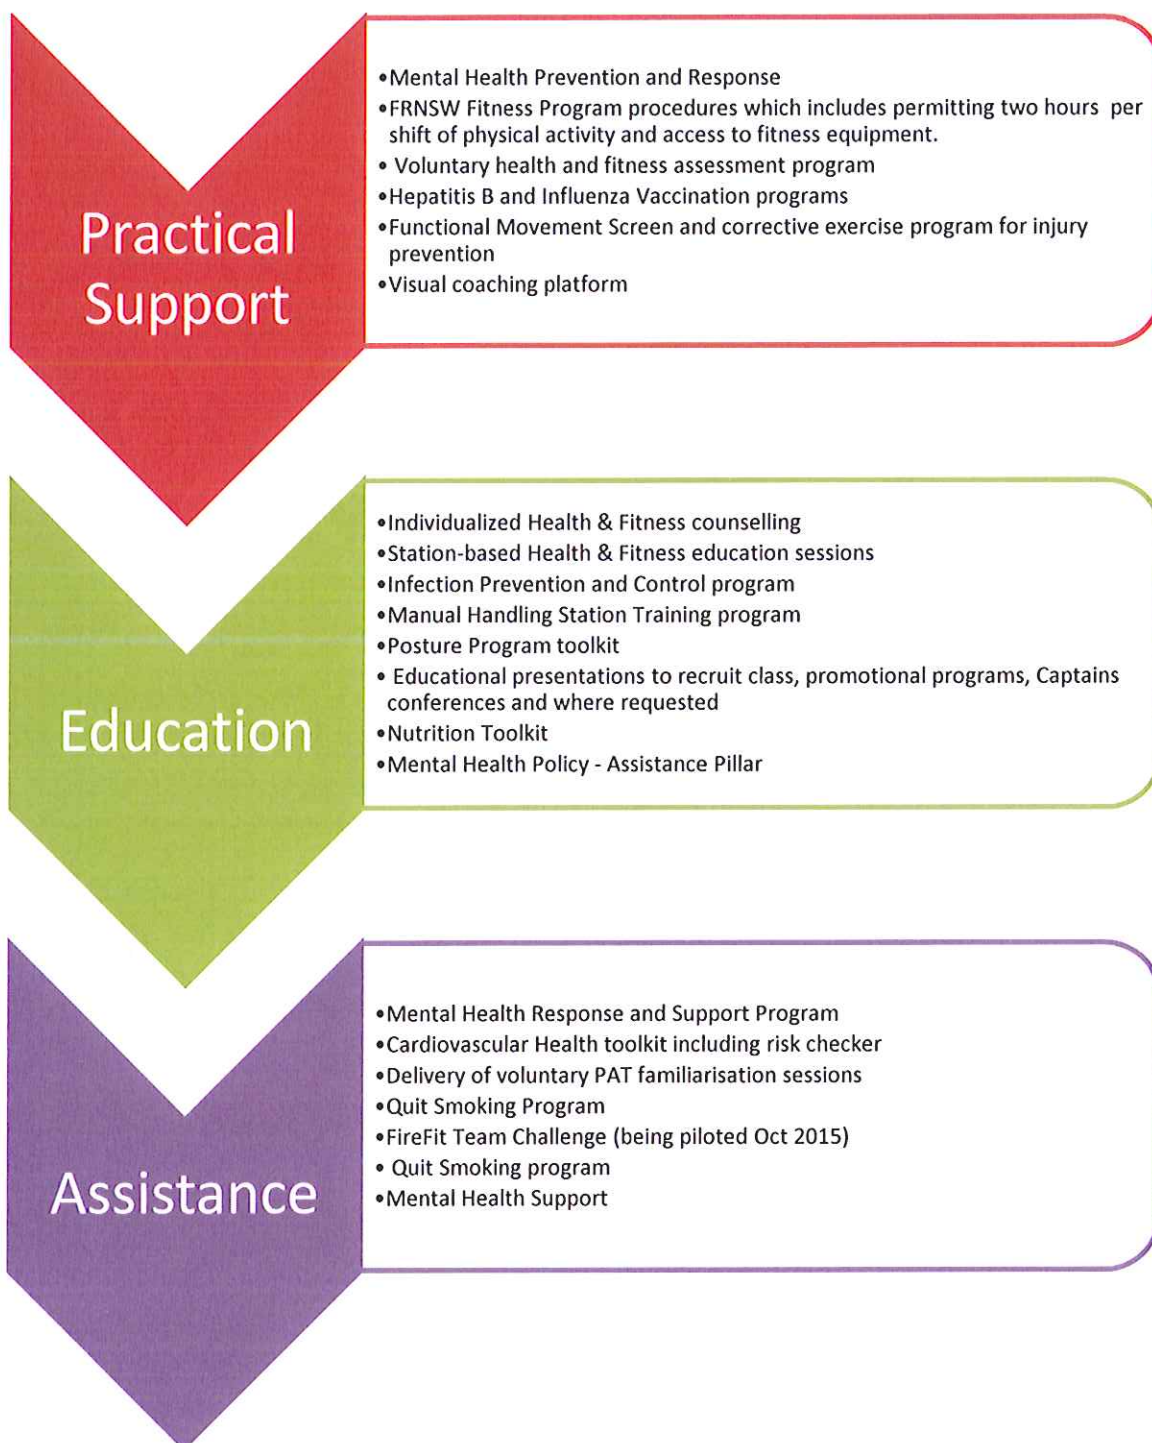 Practical
Support
•Mental Health Prevention and Response
•FRNSW Fitness Program procedures which includes permitting two hours per
shift of physical activity and access to fitness equipment.
• Voluntary health and fitness assessment program
•Hepatitis B and Influenza Vaccination programs
•Functional Movement Screen and corrective exercise program for injury
prevention
•Visual coaching platform
Education
•Individualized Health & Fitness counselling
•Station-based Health & Fitness education sessions
•Infection Prevention and Control program
•Manual Handling Station Training program
•Posture Program toolkit
• Educational presentations to recruit class, promotional programs, Captains
conferences and where requested
•Nutrition Toolkit
•Mental Health Policy - Assistance Pillar
Assistance
•Mental Health Response and Support Program
•Cardiovascular Health toolkit including risk checker
•Delivery of voluntary PAT familiarisation sessions
•Quit Smoking Program
•FireFit Team Challenge (being piloted Oct 2015)
• Quit Smoking program
•Mental Health Support